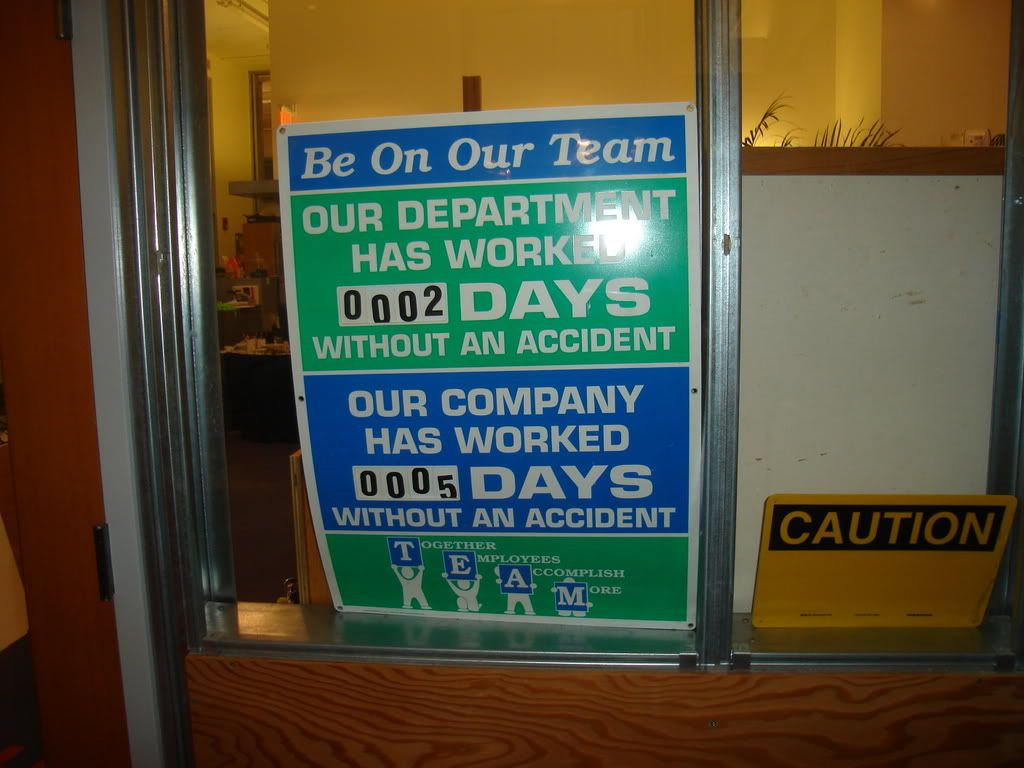 Be On Our Team
OUR DEPARTMENT
HAS WORKED
0002 DAYS
WITHOUT AN ACCIDENT
OUR COMPANY
HAS WORKED
0005 DAYS
WITHOUT AN ACCIDENT
TOGETHER
EMPLOYEES
ACCOMPLISH
MORE
CAUTION